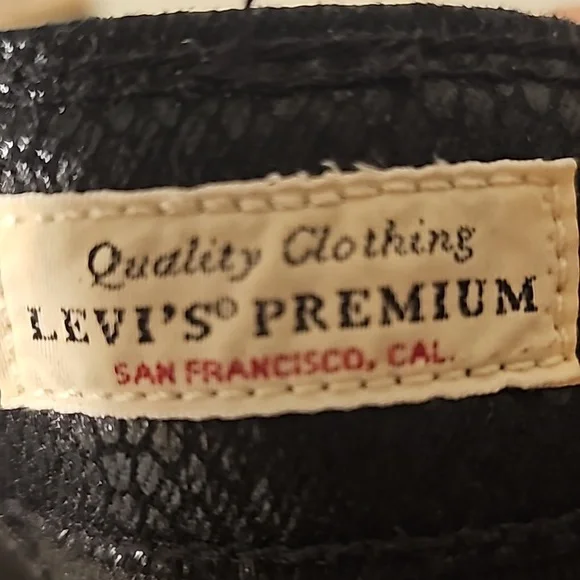 Quality Clothing
LEVI'S® PREMIUM
SAN FRANCISCO, CAL.